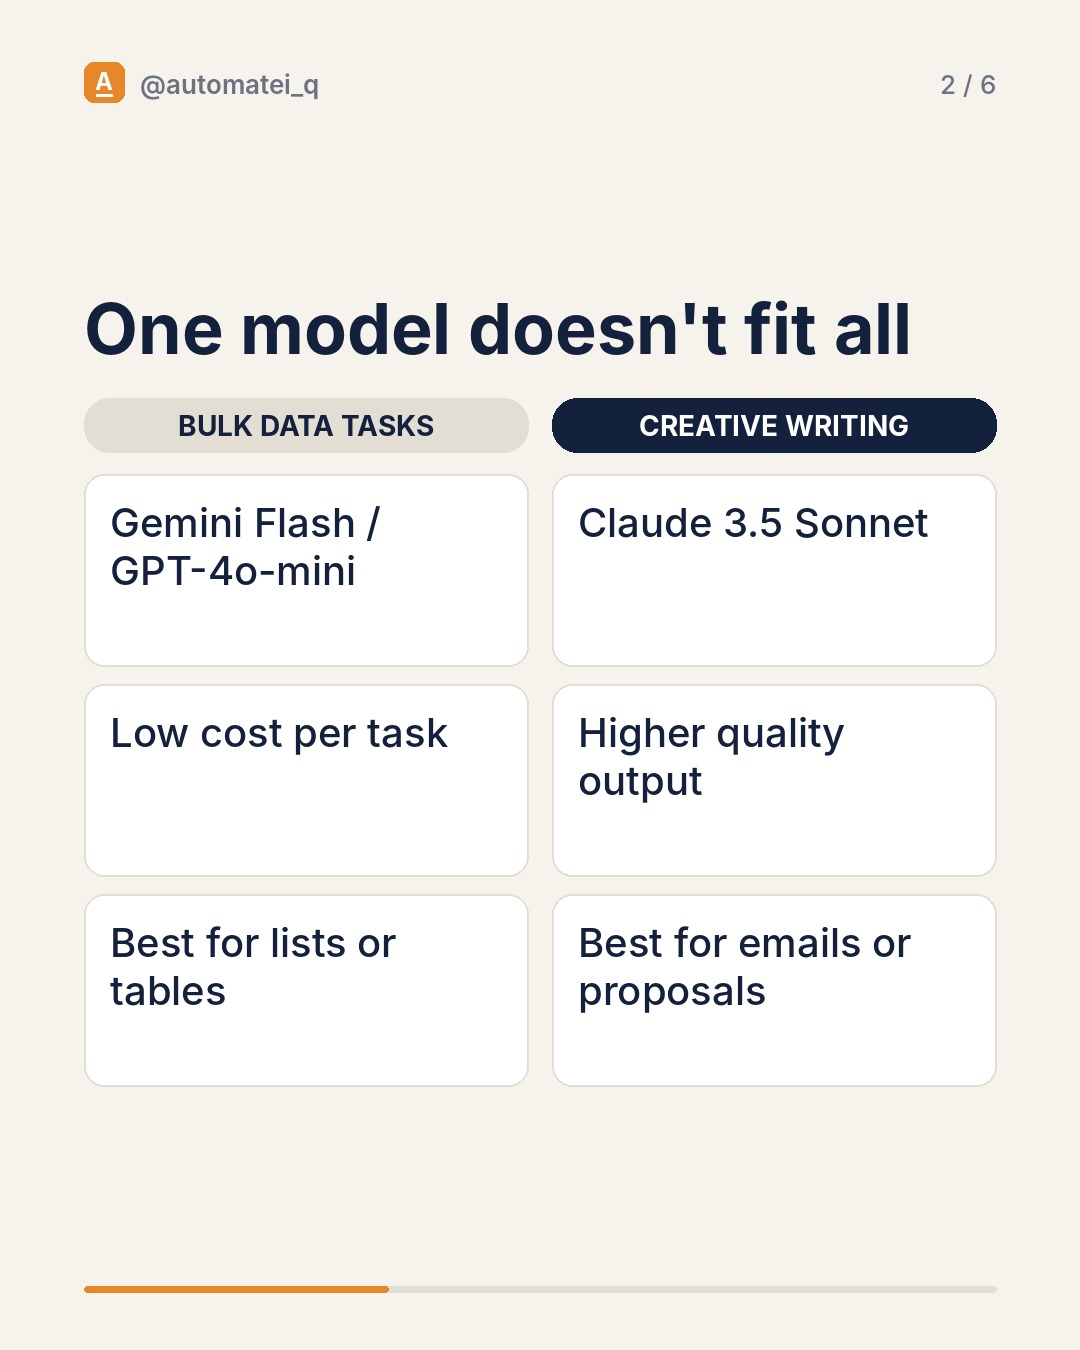 A
@automatei_q
2 / 6
One model doesn't fit all
BULK DATA TASKS
CREATIVE WRITING
Gemini Flash /
GPT-4o-mini
Claude 3.5 Sonnet
Low cost per task
Higher quality
output
Best for lists or
tables
Best for emails or
proposals